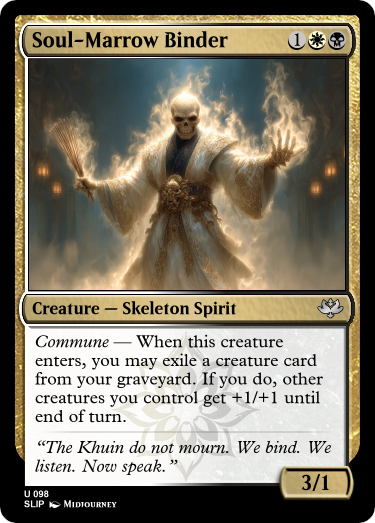 Soul-Marrow Binder
1
Creature — Skeleton Spirit
Commune — When this creature
enters, you may exile a creature card
from your graveyard. If you do, other
creatures you control get +1/+1 until
end of turn.
“The Khuin do not mourn. We bind. We
listen. Now speak.”
3/1
U 098
SLIP Midjourney